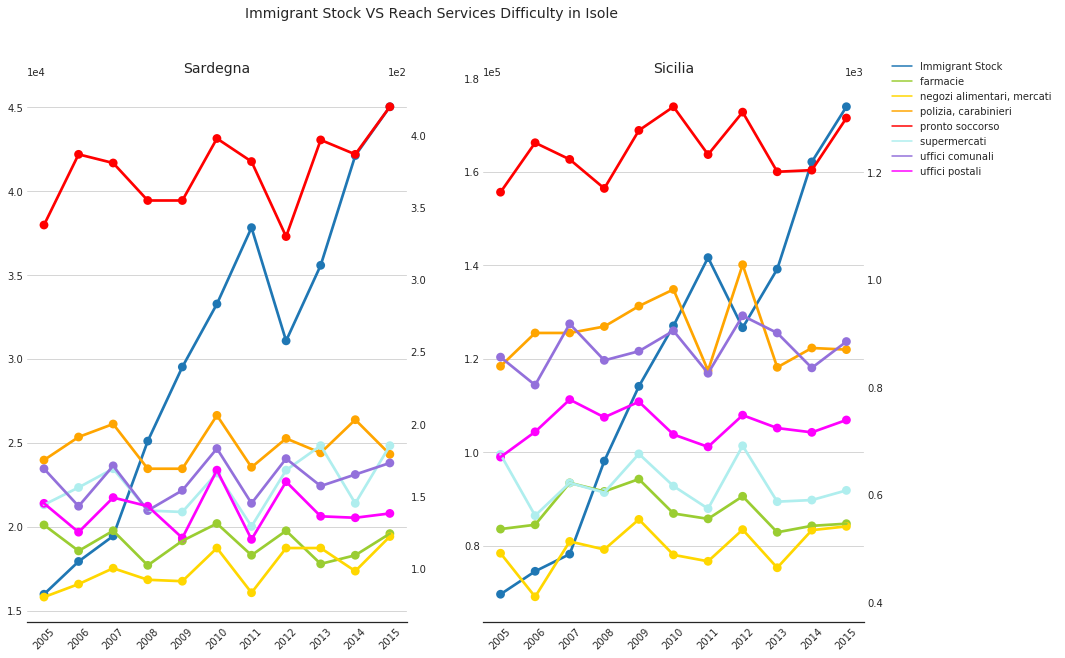 Immigrant Stock VS Reach Services Difficulty in Isole
Sardegna
1e4
1e2
4.5
4.0
3.5
3.0
2.5
2.0
1.5
4.0
3.5
3.0
2.5
2.0
1.5
1.0
2005 2006 2007 2008 2009 2010 2011 2012 2013 2014 2015
Sicilia
1e5
1e3
1.8
1.6
1.4
1.2
1.0
0.8
1.2
1.0
0.8
0.6
0.4
2005 2006 2007 2008 2009 2010 2011 2012 2013 2014 2015
Immigrant Stock
farmacie
negozi alimentari, mercati
polizia, carabinieri
pronto soccorso
supermercati
uffici comunali
uffici postali